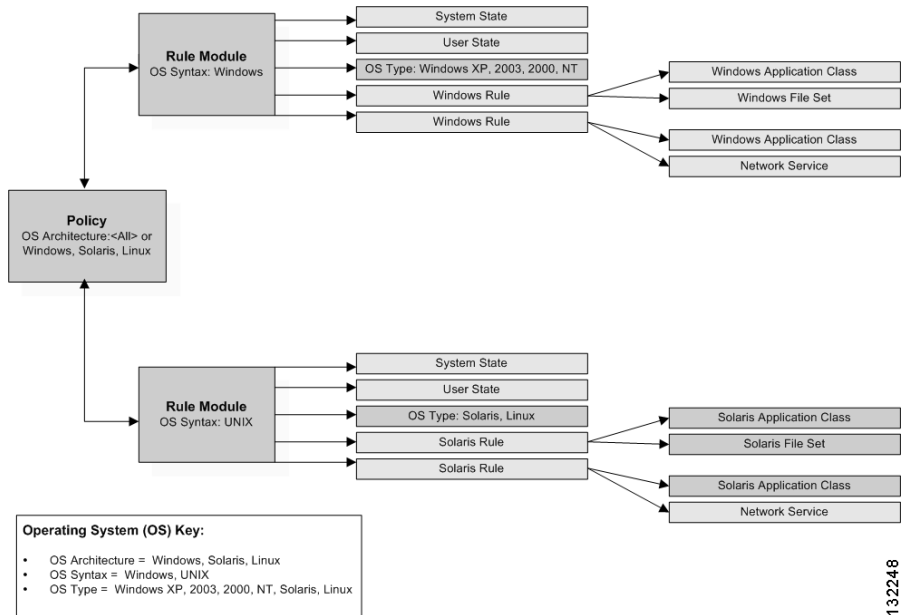 System State
User State
OS Type: Windows XP, 2003, 2000, NT
Windows Rule
Windows Rule
Rule Module
OS Syntax: Windows
Windows Application Class
Windows File Set
Windows Application Class
Network Service
Policy
OS Architecture:<All> or
Windows, Solaris, Linux
System State
User State
OS Type: Solaris, Linux
Solaris Rule
Solaris Rule
Rule Module
OS Syntax: UNIX
Solaris Application Class
Solaris File Set
Solaris Application Class
Network Service
Operating System (OS) Key:
• OS Architecture = Windows, Solaris, Linux
• OS Syntax = Windows, UNIX
• OS Type = Windows XP, 2003, 2000, NT, Solaris, Linux
132248